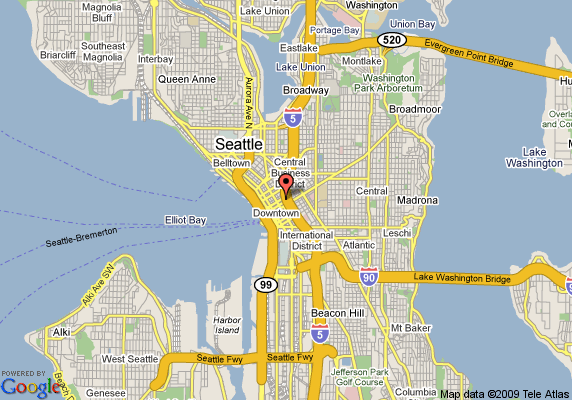 Magnolia
Bluff
Lake Union
Washington
Portage Bay
Union Bay
520
Evergreen Point Bridge
Southeast
Magnolia
Briarcliff
Interbay
Queen Anne
Eastlake
Lake Union
Montlake
Washington
Park Arboretum
Hu
Broadway
Aurora Ave N
Broadmoor
5
Overla
and C
Seattle
Belltown
Central
Business
District
Lake
Washington
Central
Madrona
Elliot Bay
Downtown
International
District
Atlantic
Leschi
Seattle-Bremerton
Alki Ave SW
99
90
Lake Washington Bridge
Harbor
Island
Beacon Hill
Mt Baker
Alki
5
West Seattle
Seattle Fwy
Seattle Fwy
Jefferson Park
Golf Course
Genesee
Beach D
Columbia
POWERED BY
Google
Map data ©2009 Tele Atlas